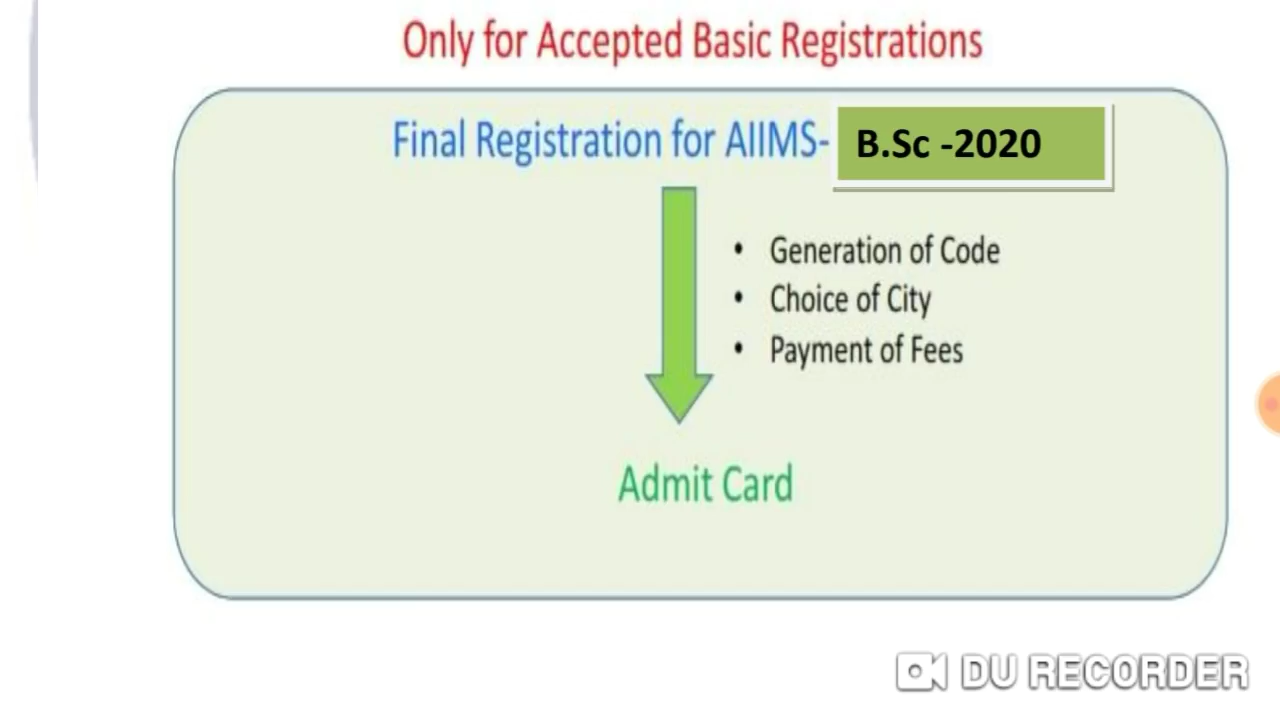 Only for Accepted Basic Registrations
Final Registration for AIIMS- B.Sc -2020
• Generation of Code
• Choice of City
• Payment of Fees
Admit Card
DU RECORDER